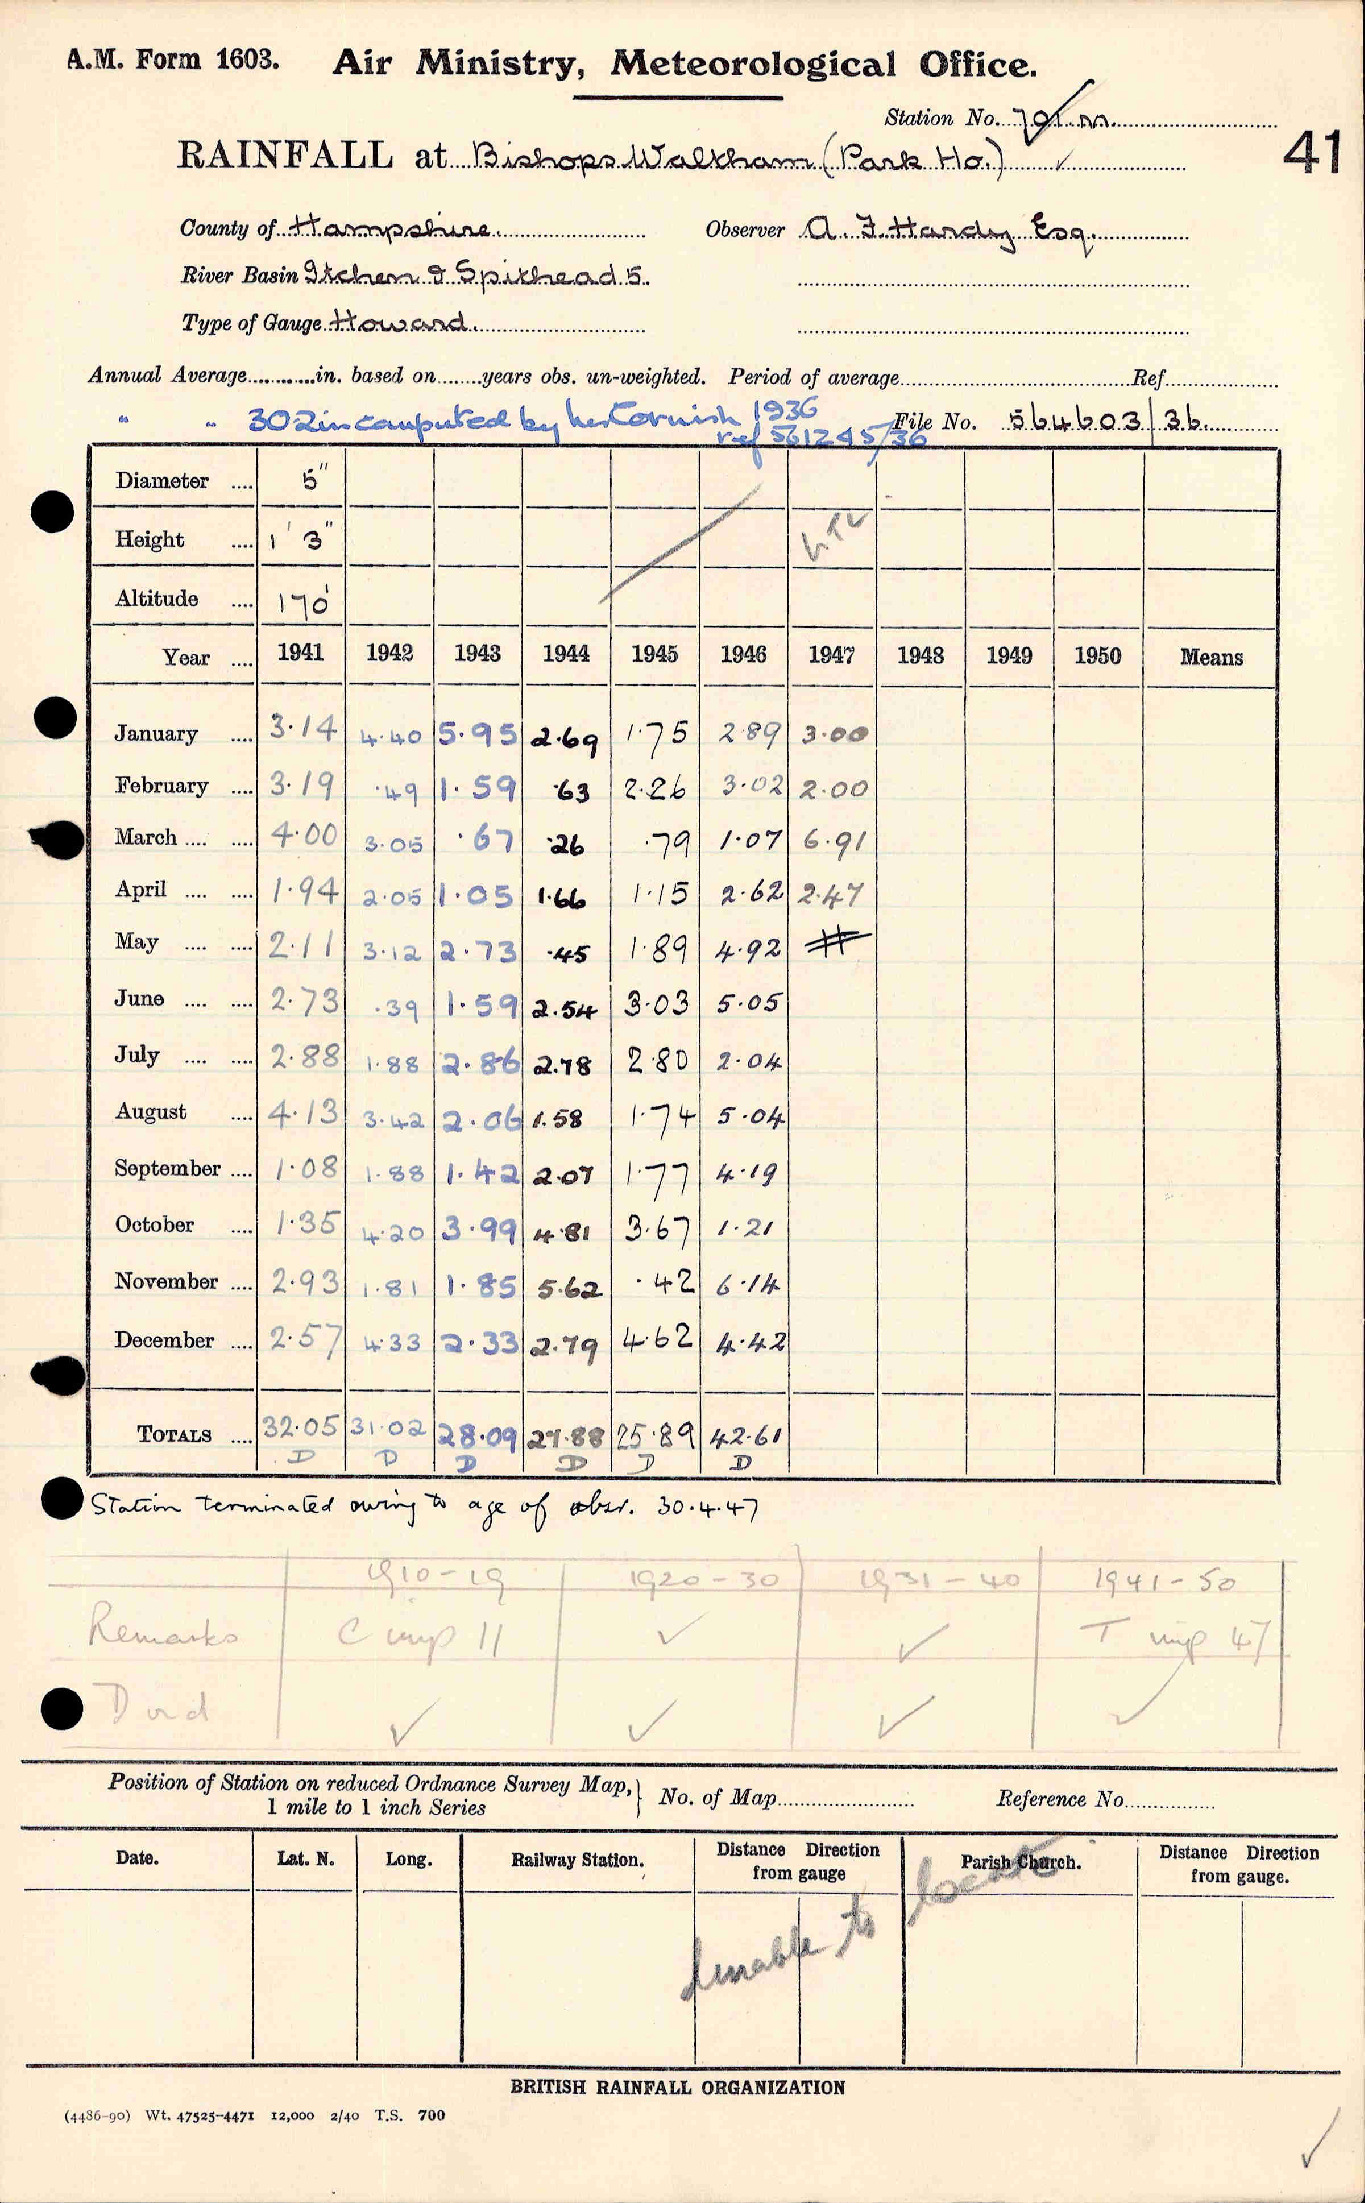 A.M. Form 1603. Air Ministry, Meteorological Office.
Station No. 701.m.
41
RAINFALL at Bishops Waltham (Park Ho.)
County of Hampshire. Observer A. F. Hardy Esq.
River Basin Itchen & Spithead 5.
Type of Gauge Howard.
Annual Average in. based on years obs. un-weighted. Period of average Ref
" " 30.2 in computed by Cornish 1936
ref 561245/36
File No. 564603/36.
Diameter 5"
Height 1' 3"
Altitude 170'
Year 1941 1942 1943 1944 1945 1946 1947 1948 1949 1950 Means
January 3.14 4.40 5.95 2.69 1.75 2.89 3.00
February 3.19 .49 1.59 .63 2.26 3.02 2.00
March 4.00 3.05 .67 .26 .79 1.07 6.91
April 1.94 2.05 1.05 1.66 1.15 2.62 2.47
May 2.11 3.12 2.73 .45 1.89 4.92
June 2.73 .39 1.59 2.54 3.03 5.05
July 2.88 1.88 2.86 2.78 2.80 2.04
August 4.13 3.42 2.06 1.58 1.74 5.04
September 1.08 1.88 1.42 2.07 1.77 4.19
October 1.35 4.20 3.99 4.81 3.67 1.21
November 2.93 1.81 1.85 5.62 .42 6.14
December 2.57 4.33 2.33 2.79 4.62 4.42
TOTALS 32.05 31.02 28.09 27.88 25.89 42.61
D D D D D D
Station terminated owing to age of obsr. 30.4.47
1910-19 1920-30 1931-40 1941-50
Remarks C imp 11 ✓ ✓ T imp 47
D ✓ ✓ ✓ ✓
Position of Station on reduced Ordnance Survey Map,
1 mile to 1 inch Series
No. of Map Reference No.
Date. Lat. N. Long. Railway Station. Distance Direction from gauge Parish Church. Distance Direction from gauge.
Unable to locate
BRITISH RAINFALL ORGANIZATION
(4486-90) Wt. 47525-4471 12,000 2/40 T.S. 700